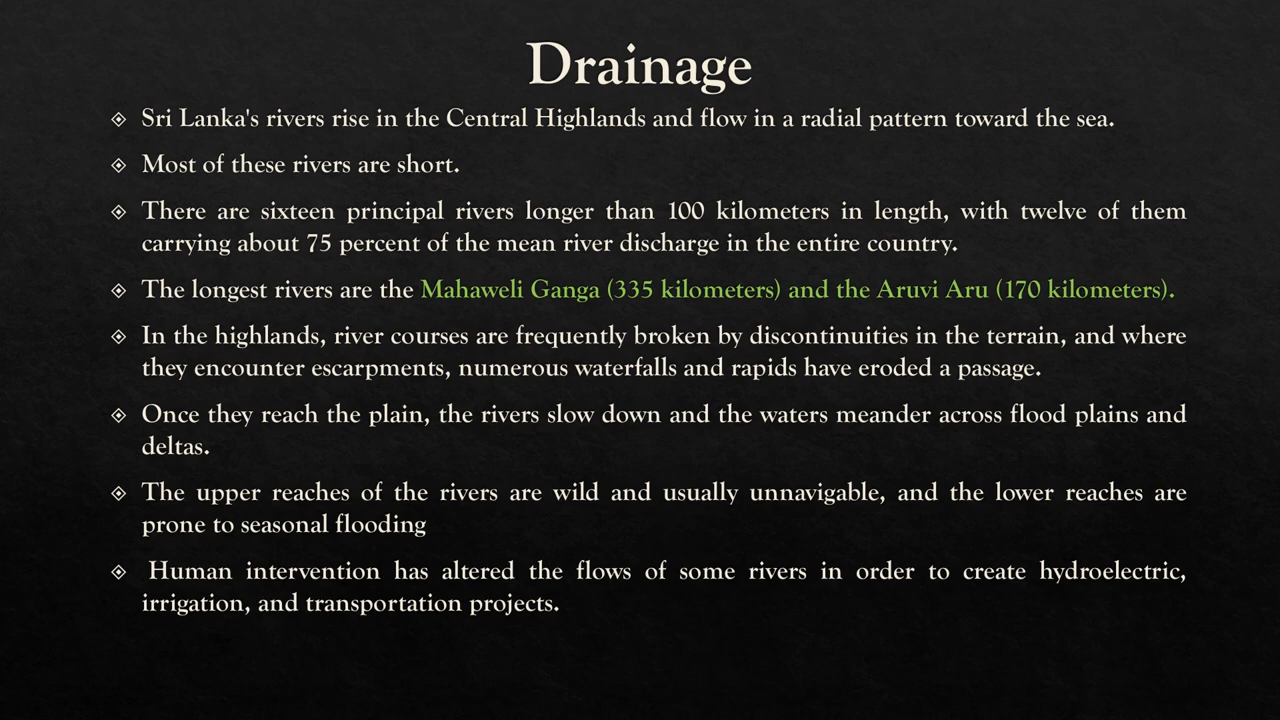 Drainage
Sri Lanka's rivers rise in the Central Highlands and flow in a radial pattern toward the sea.
Most of these rivers are short.
There are sixteen principal rivers longer than 100 kilometers in length, with twelve of them
carrying about 75 percent of the mean river discharge in the entire country.
The longest rivers are the Mahaweli Ganga (335 kilometers) and the Aruvi Aru (170 kilometers).
In the highlands, river courses are frequently broken by discontinuities in the terrain, and where
they encounter escarpments, numerous waterfalls and rapids have eroded a passage.
Once they reach the plain, the rivers slow down and the waters meander across flood plains and
deltas.
The upper reaches of the rivers are wild and usually unnavigable, and the lower reaches are
prone to seasonal flooding
Human intervention has altered the flows of some rivers in order to create hydroelectric,
irrigation, and transportation projects.